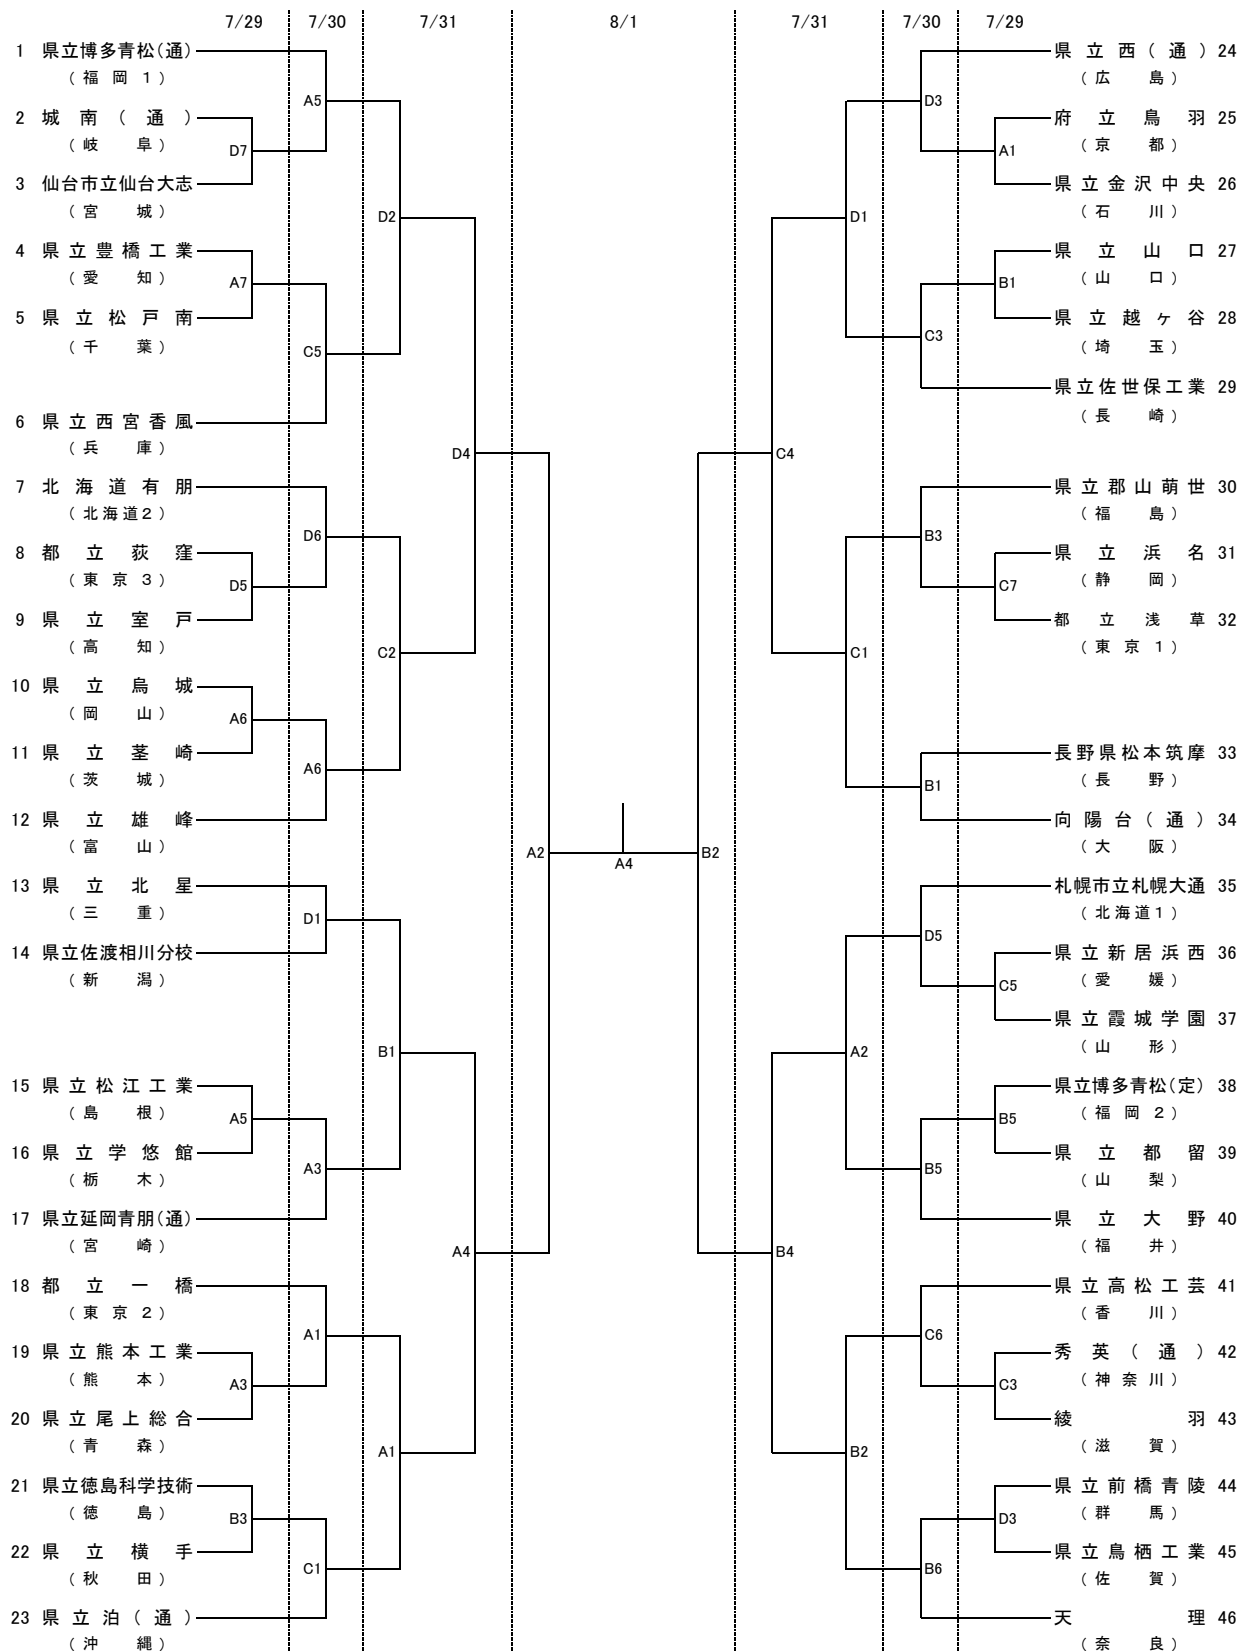 7/29 7/30 7/31 8/1 7/31 7/30 7/29
1 県立博多青松(通)
(福岡1)
2 城南(通)
(岐阜)
3 仙台市立仙台大志
(宮城)
4 県立豊橋工業
(愛知)
5 県立松戸南
(千葉)
6 県立西宮香風
(兵庫)
7 北海道有朋
(北海道2)
8 都立荻窪
(東京3)
9 県立室戸
(高知)
10 県立烏城
(岡山)
11 県立茎崎
(茨城)
12 県立雄峰
(富山)
13 県立北星
(三重)
14 県立佐渡相川分校
(新潟)
15 県立松江工業
(島根)
16 県立学悠館
(栃木)
17 県立延岡青朋(通)
(宮崎)
18 都立一橋
(東京2)
19 県立熊本工業
(熊本)
20 県立尾上総合
(青森)
21 県立徳島科学技術
(徳島)
22 県立横手
(秋田)
23 県立泊(通)
(沖縄)
D7
A7
D5
A6
A5
A3
B3
A5
C5
D6
A6
D1
A3
A1
C1
D2
C2
B1
A1
D4
A4
A2
A4
B2
C4
B4
D1
C1
A2
B2
D3
C3
B3
B1
D5
B5
C6
B6
A1
B1
C7
C5
B5
C3
D3
県立西(通) 24
(広島)
府立鳥羽 25
(京都)
県立金沢中央 26
(石川)
県立山口 27
(山口)
県立越ヶ谷 28
(埼玉)
県立佐世保工業 29
(長崎)
県立郡山萌世 30
(福島)
県立浜名 31
(静岡)
都立浅草 32
(東京1)
長野県松本筑摩 33
(長野)
向陽台(通) 34
(大阪)
札幌市立札幌大通 35
(北海道1)
県立新居浜西 36
(愛媛)
県立霞城学園 37
(山形)
県立博多青松(定) 38
(福岡2)
県立都留 39
(山梨)
県立大野 40
(福井)
県立高松工芸 41
(香川)
秀英(通) 42
(神奈川)
綾羽 43
(滋賀)
県立前橋青陵 44
(群馬)
県立鳥栖工業 45
(佐賀)
天理 46
(奈良)